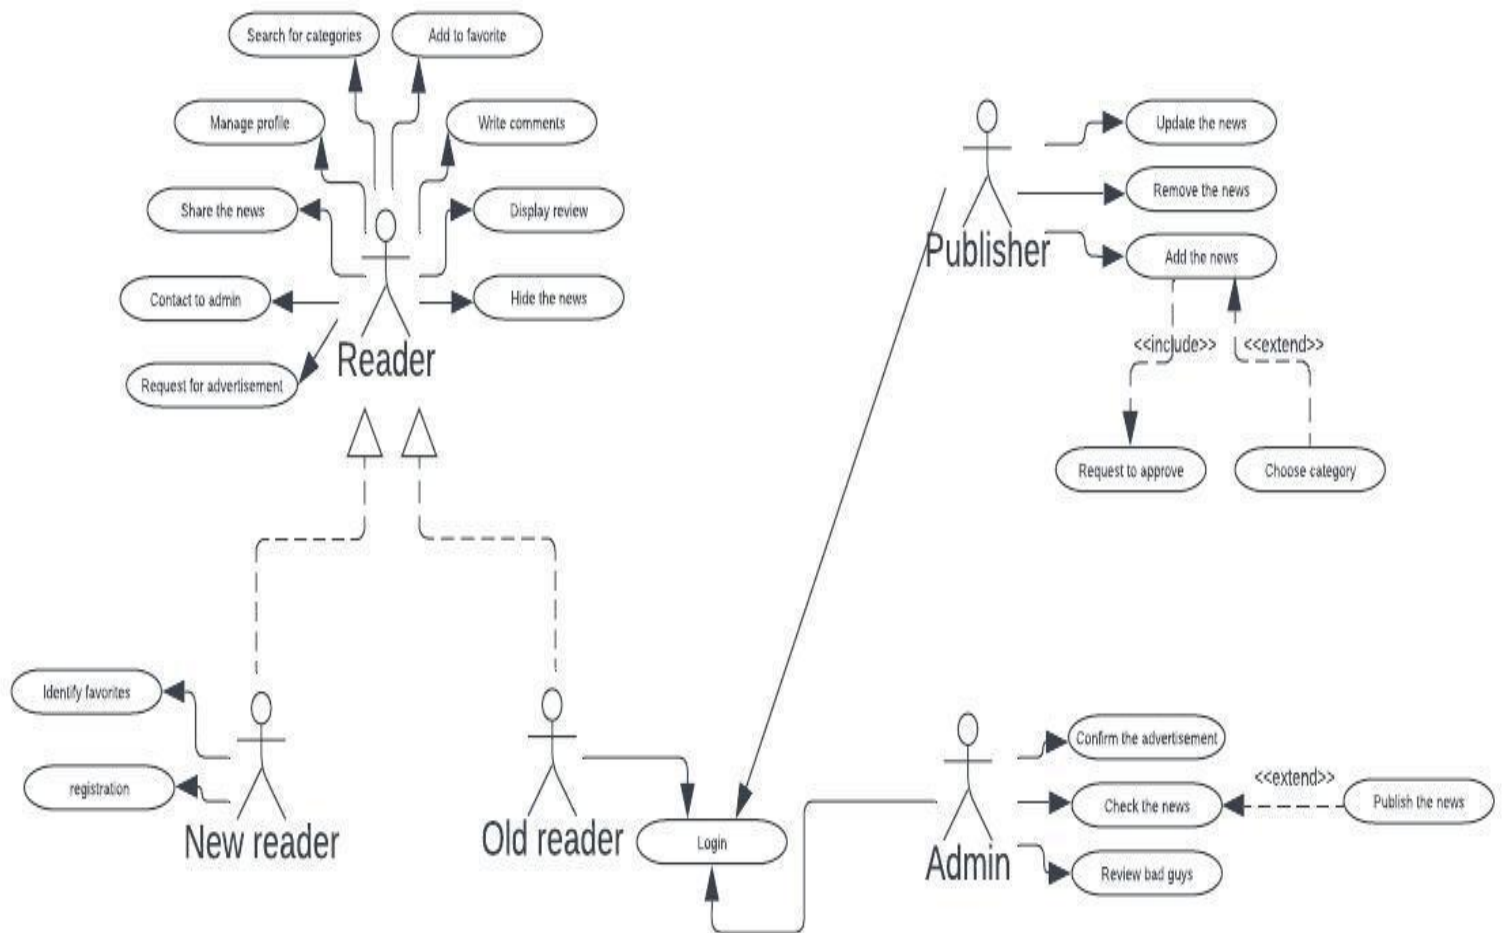 Search for categories
Add to favorite
Manage profile
Write comments
Share the news
Display review
Contact to admin
Hide the news
Reader
Request for advertisement
Update the news
Remove the news
Publisher
Add the news
<<include>>
<<extend>>
Request to approve
Choose category
Identify favorites
registration
New reader
Old reader
Login
Confirm the advertisement
<<extend>>
Check the news
Publish the news
Admin
Review bad guys